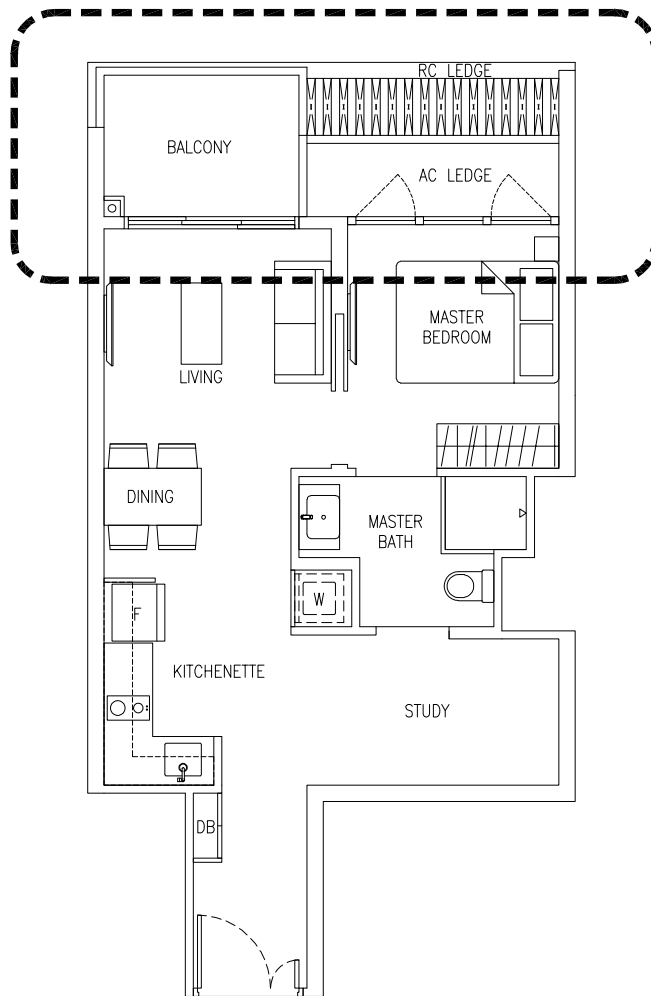 RC LEDGE
BALCONY
AC LEDGE
MASTER
BEDROOM
LIVING
DINING
MASTER
BATH
W
F
KITCHENETTE
STUDY
DB